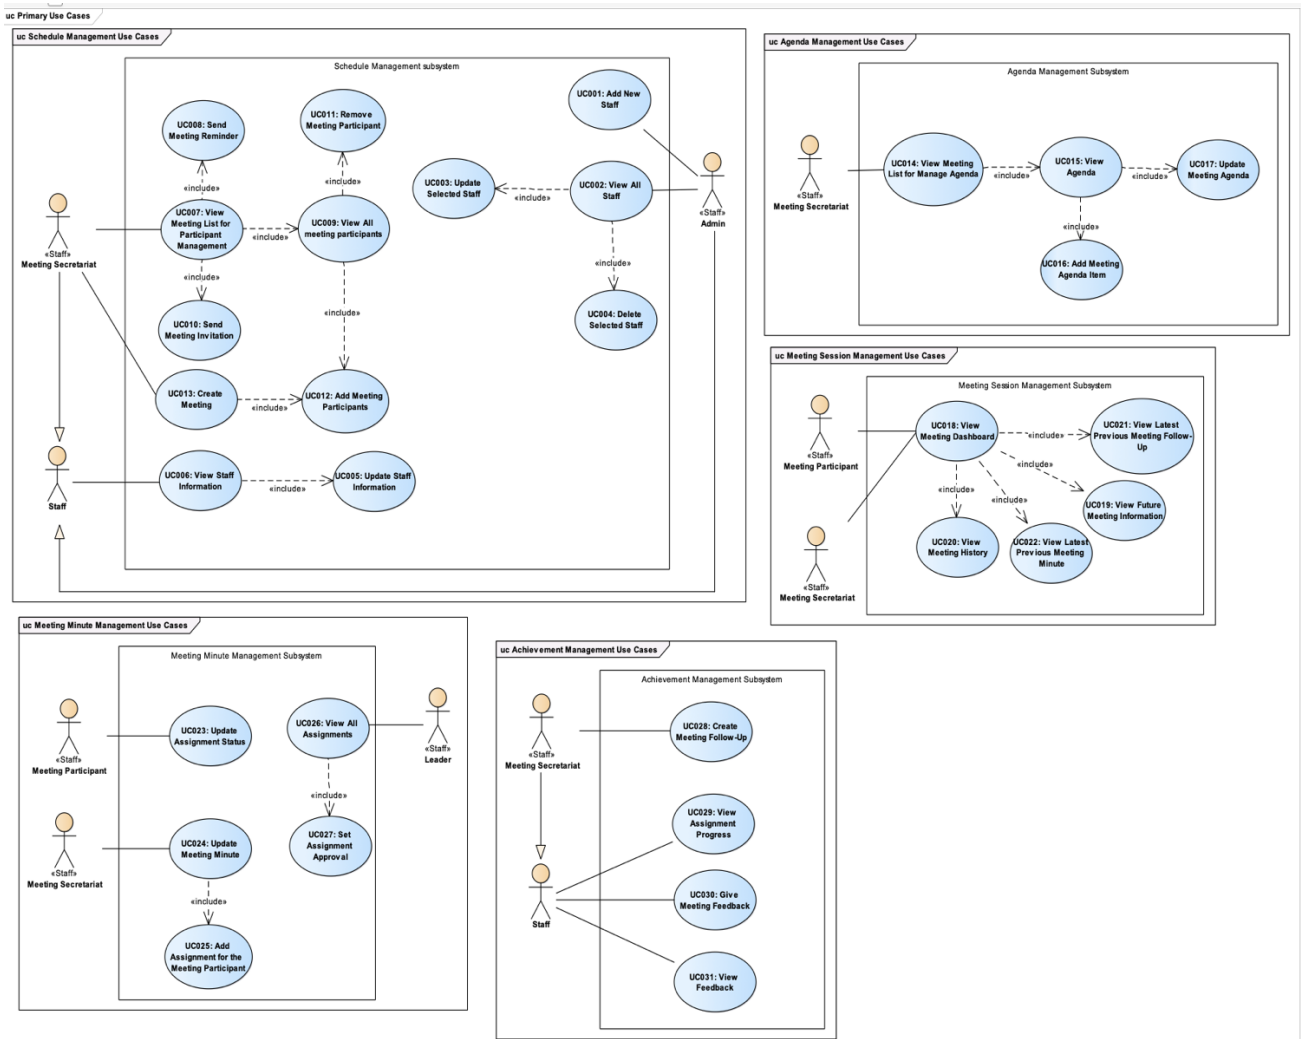 uc Primary Use Cases
uc Schedule Management Use Cases
Schedule Management subsystem
UC001: Add New
Staff
UC011: Remove
Meeting Participant
UC008: Send
Meeting Reminder
«include»
«include»
UC003: Update
Selected Staff
«include»
UC002: View All
Staff
«Staff»
Admin
UC007: View
Meeting List for
Participant
Management
«include»
UC009: View All
meeting participants
«Staff»
Meeting Secretariat
«include»
«include»
«include»
UC004: Delete
Selected Staff
UC010: Send
Meeting Invitation
UC013: Create
Meeting
«include»
UC012: Add Meeting
Participants
UC006: View Staff
Information
«include»
UC005: Update Staff
Information
Staff
uc Agenda Management Use Cases
Agenda Management Subsystem
«Staff»
Meeting Secretariat
UC014: View Meeting
List for Manage Agenda
«include»
UC015: View
Agenda
«include»
UC017: Update
Meeting Agenda
«include»
UC016: Add Meeting
Agenda Item
uc Meeting Session Management Use Cases
Meeting Session Management Subsystem
«Staff»
Meeting Participant
UC018: View
Meeting Dashboard
«include»
UC021: View Latest
Previous Meeting Follow-
Up
«include»
«include»
«include»
UC019: View Future
Meeting Information
UC020: View
Meeting History
UC022: View Latest
Previous Meeting
Minute
«Staff»
Meeting Secretariat
uc Meeting Minute Management Use Cases
Meeting Minute Management Subsystem
«Staff»
Meeting Participant
UC023: Update
Assignment Status
UC026: View All
Assignments
«Staff»
Leader
«include»
UC027: Set
Assignment
Approval
«Staff»
Meeting Secretariat
UC024: Update
Meeting Minute
«include»
UC025: Add
Assignment for the
Meeting Participant
uc Achievement Management Use Cases
Achievement Management Subsystem
«Staff»
Meeting Secretariat
UC028: Create
Meeting Follow-Up
UC029: View
Assignment
Progress
UC030: Give
Meeting Feedback
Staff
UC031: View
Feedback